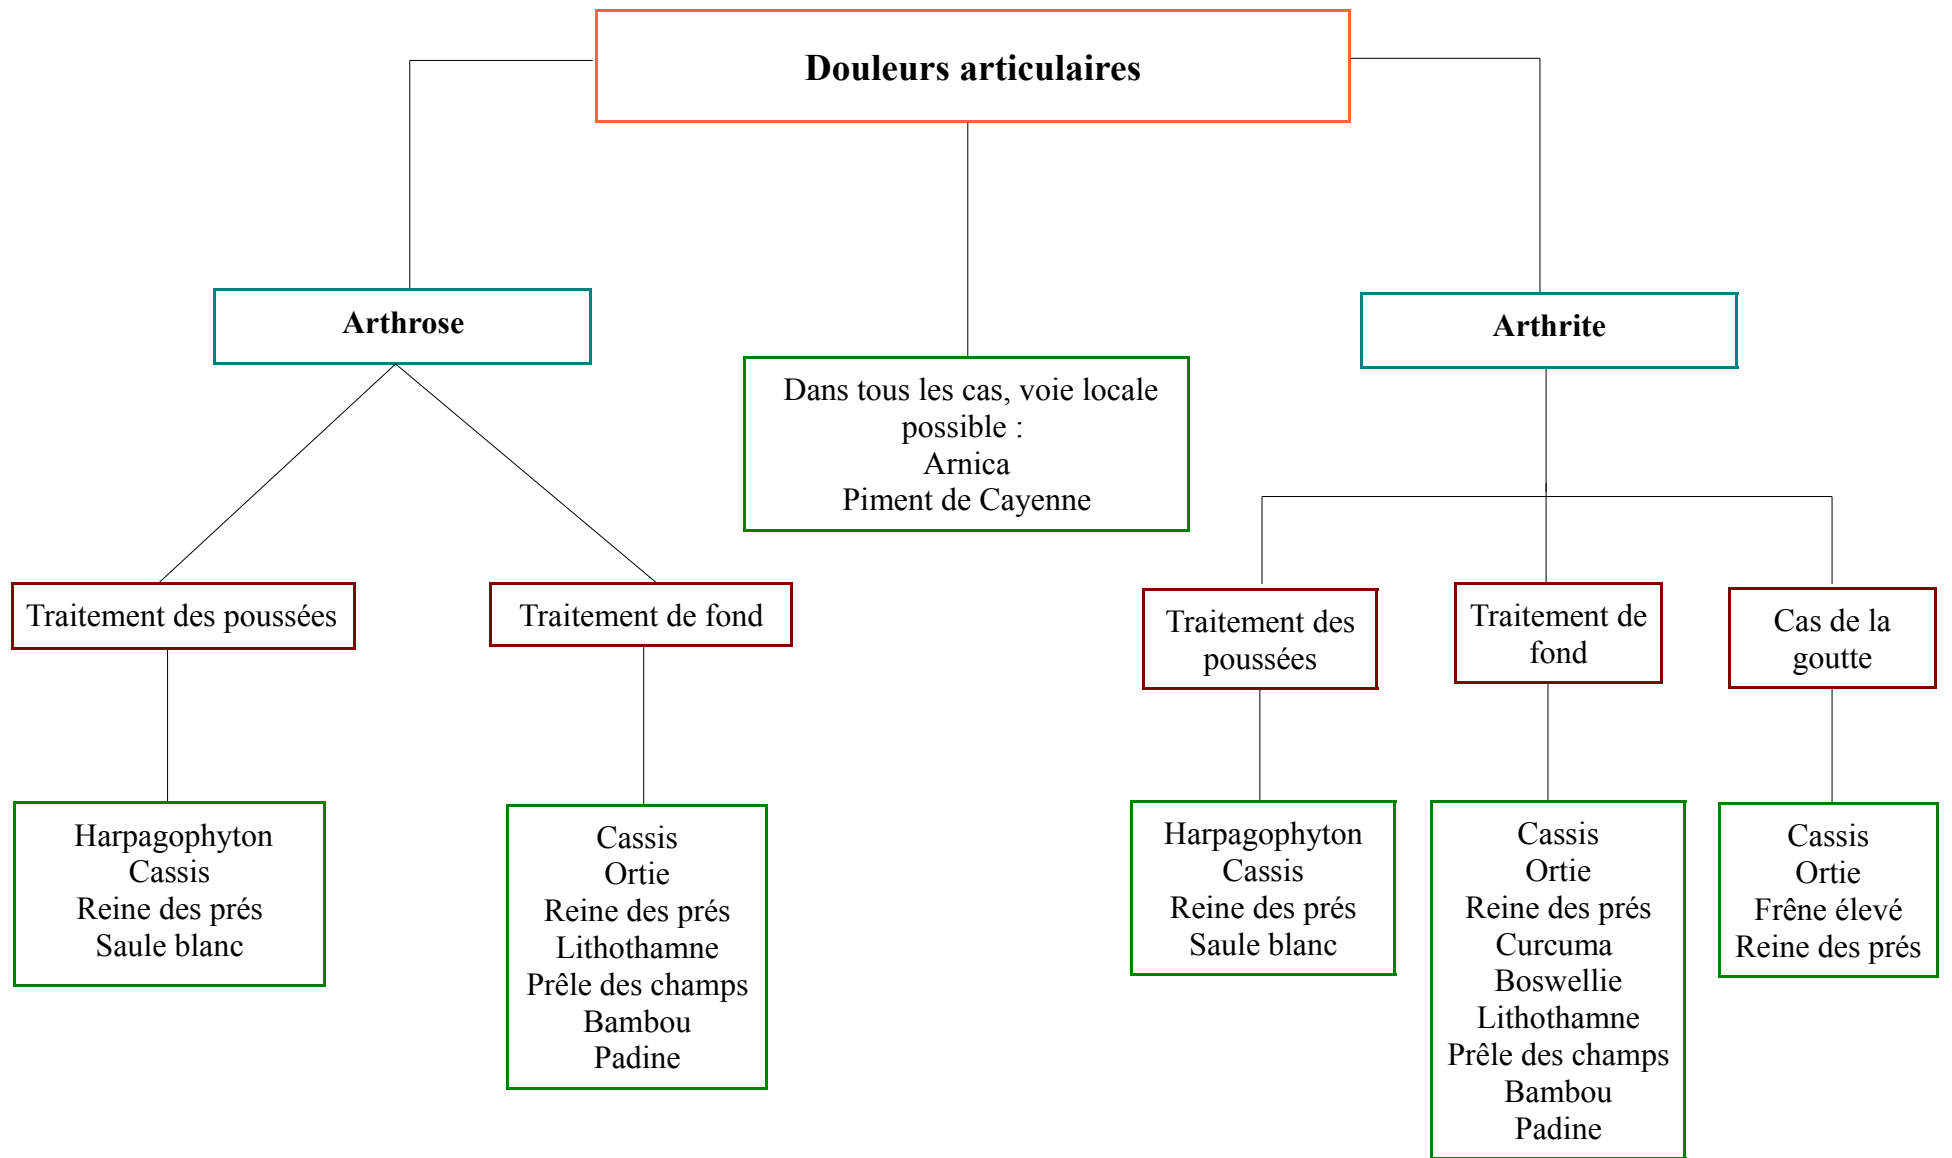 Douleurs articulaires
Arthrose
Dans tous les cas, voie locale
possible :
Arnica
Piment de Cayenne
Arthrite
Traitement des poussées
Traitement de fond
Traitement des
poussées
Traitement de
fond
Cas de la
goutte
Harpagophyton
Cassis
Reine des prés
Saule blanc
Cassis
Ortie
Reine des prés
Lithothamne
Prêle des champs
Bambou
Padine
Harpagophyton
Cassis
Reine des prés
Saule blanc
Cassis
Ortie
Reine des prés
Curcuma
Boswellie
Lithothamne
Prêle des champs
Bambou
Padine
Cassis
Ortie
Frêne élevé
Reine des prés